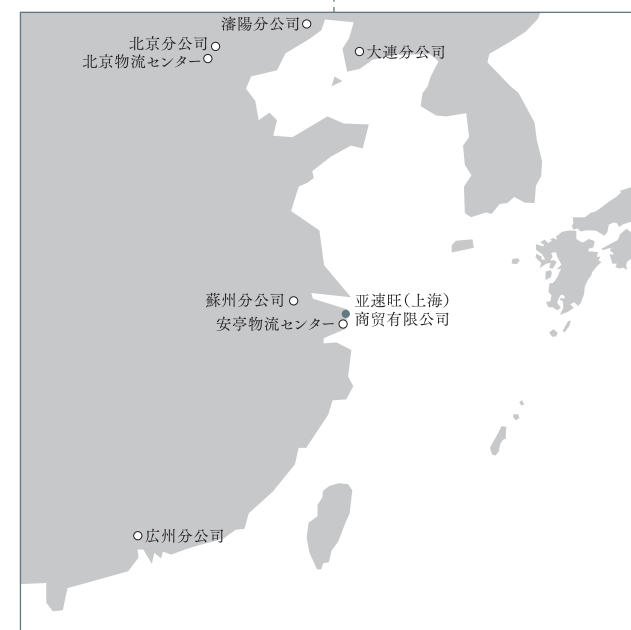 瀋陽分公司
北京分公司
大連分公司
北京物流センター
蘇州分公司
亚速旺(上海)
商贸有限公司
安亭物流センター
広州分公司